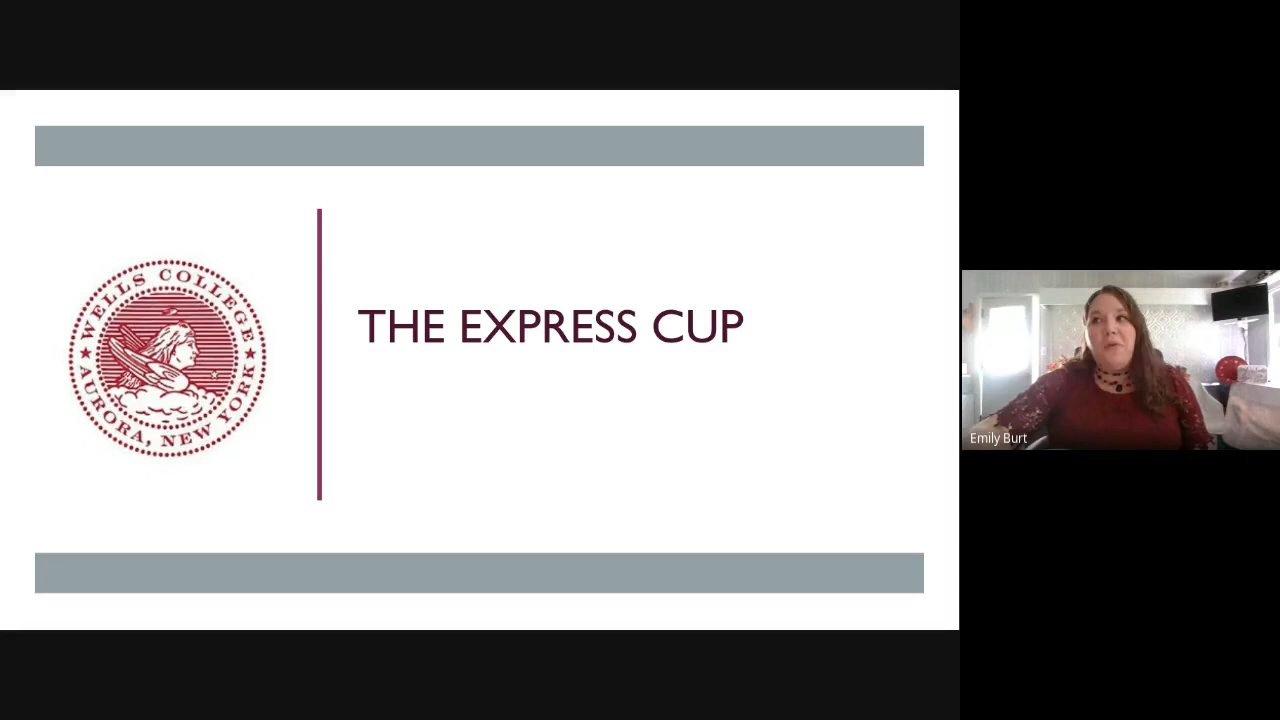 WELLS COLLEGE
AURORA, NEW YORK
THE EXPRESS CUP
Emily Burt